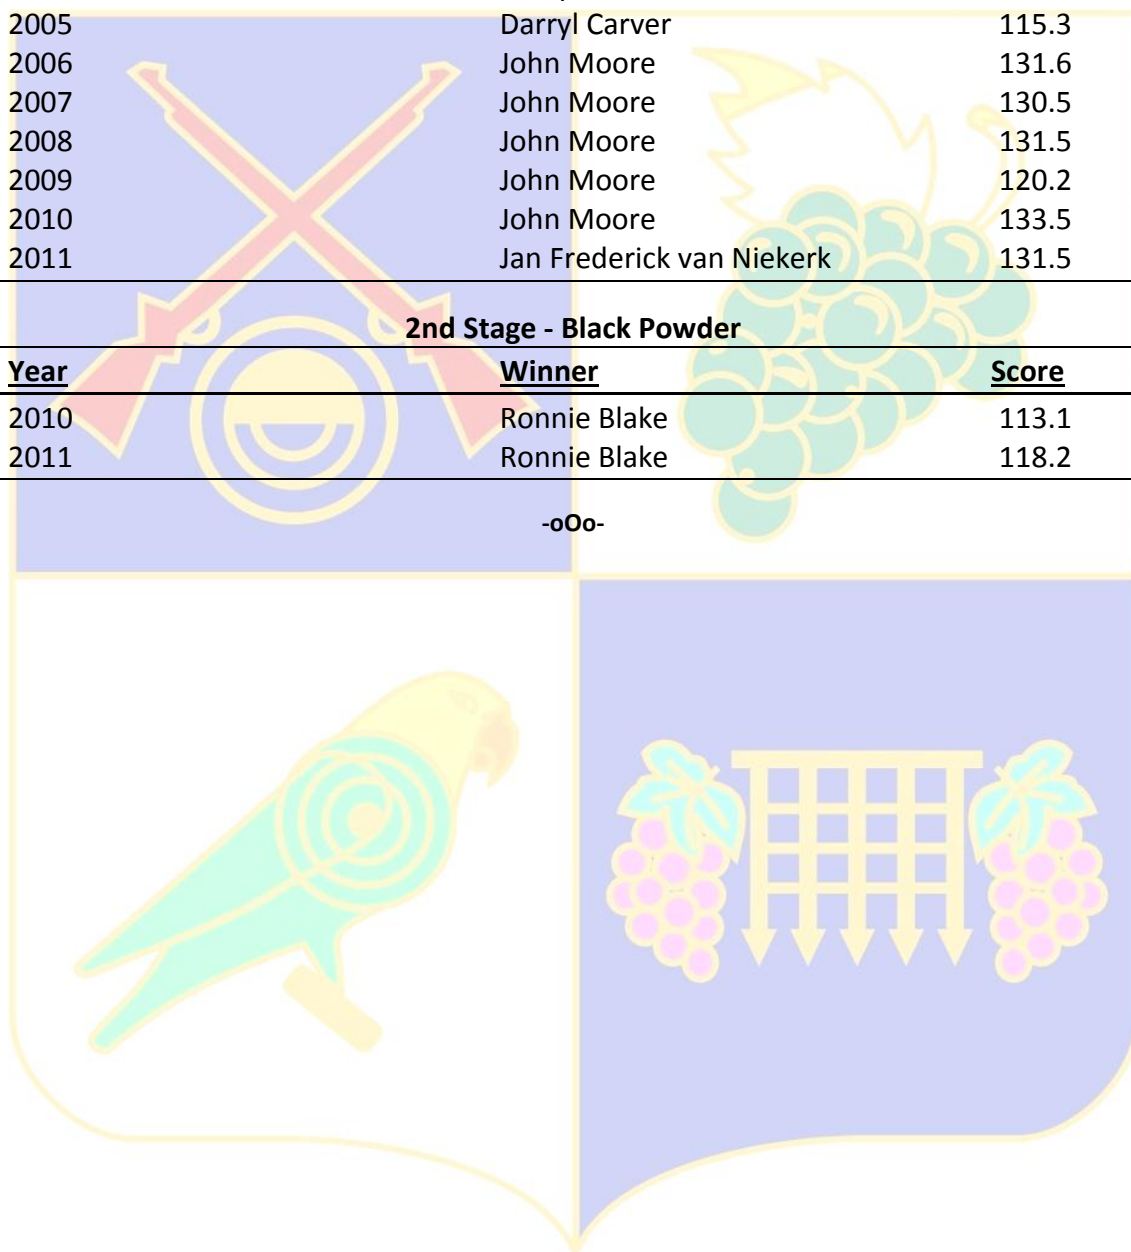 2005 Darryl Carver 115.3
2006 John Moore 131.6
2007 John Moore 130.5
2008 John Moore 131.5
2009 John Moore 120.2
2010 John Moore 133.5
2011 Jan Frederick van Niekerk 131.5
2nd Stage - Black Powder
Year Winner Score
2010 Ronnie Blake 113.1
2011 Ronnie Blake 118.2
-oOo-